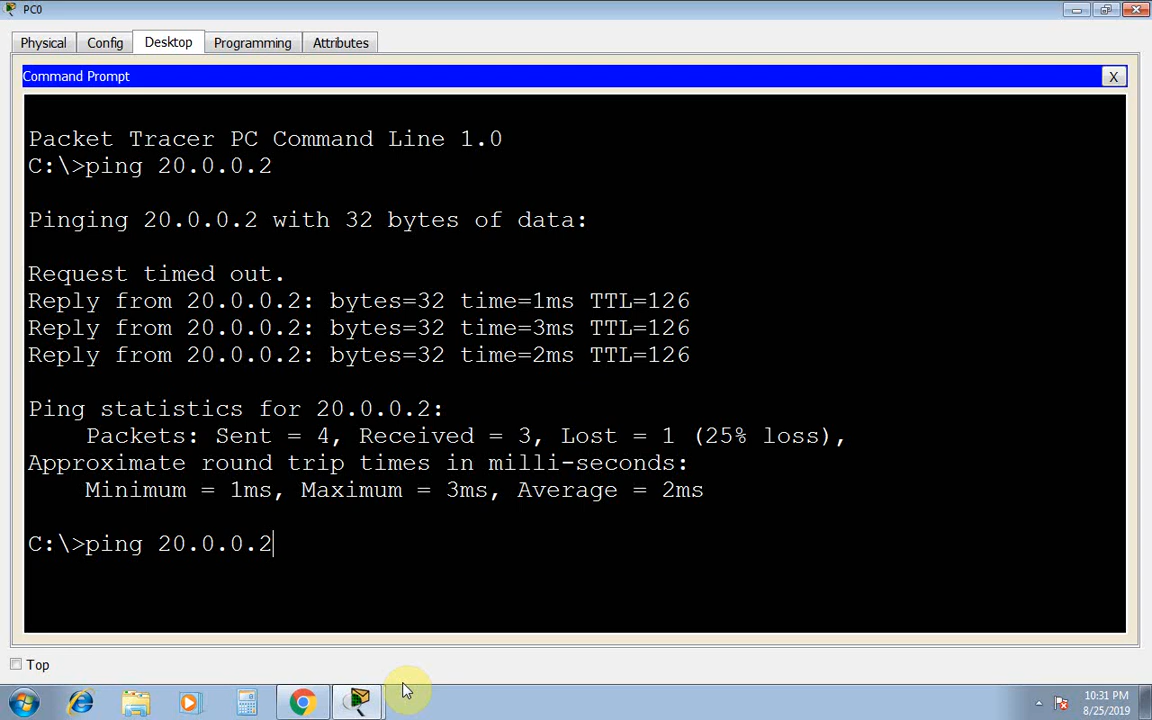 PC0
Physical Config Desktop Programming Attributes
Command Prompt X
Packet Tracer PC Command Line 1.0
C:\>ping 20.0.0.2
Pinging 20.0.0.2 with 32 bytes of data:
Request timed out.
Reply from 20.0.0.2: bytes=32 time=1ms TTL=126
Reply from 20.0.0.2: bytes=32 time=3ms TTL=126
Reply from 20.0.0.2: bytes=32 time=2ms TTL=126
Ping statistics for 20.0.0.2:
Packets: Sent = 4, Received = 3, Lost = 1 (25% loss),
Approximate round trip times in milli-seconds:
Minimum = 1ms, Maximum = 3ms, Average = 2ms
C:\>ping 20.0.0.2
Top
10:31 PM
8/25/2019